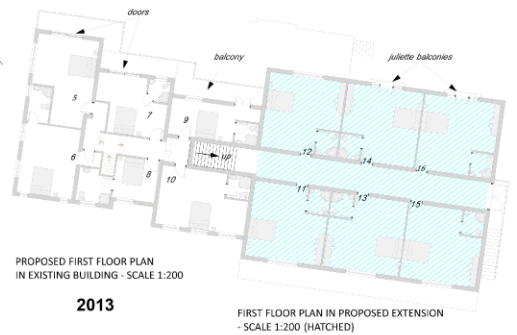 doors
balcony
juliette balconies
5
7
9
12
14
16
up
6
8
10
11
13
15
PROPOSED FIRST FLOOR PLAN
IN EXISTING BUILDING - SCALE 1:200
2013
FIRST FLOOR PLAN IN PROPOSED EXTENSION
- SCALE 1:200 (HATCHED)